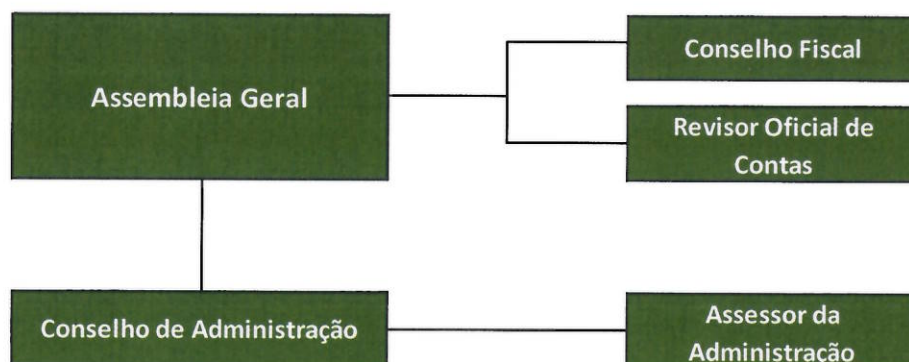 Assembleia Geral
Conselho Fiscal
Revisor Oficial de
Contas
Conselho de Administração
Assessor da
Administração